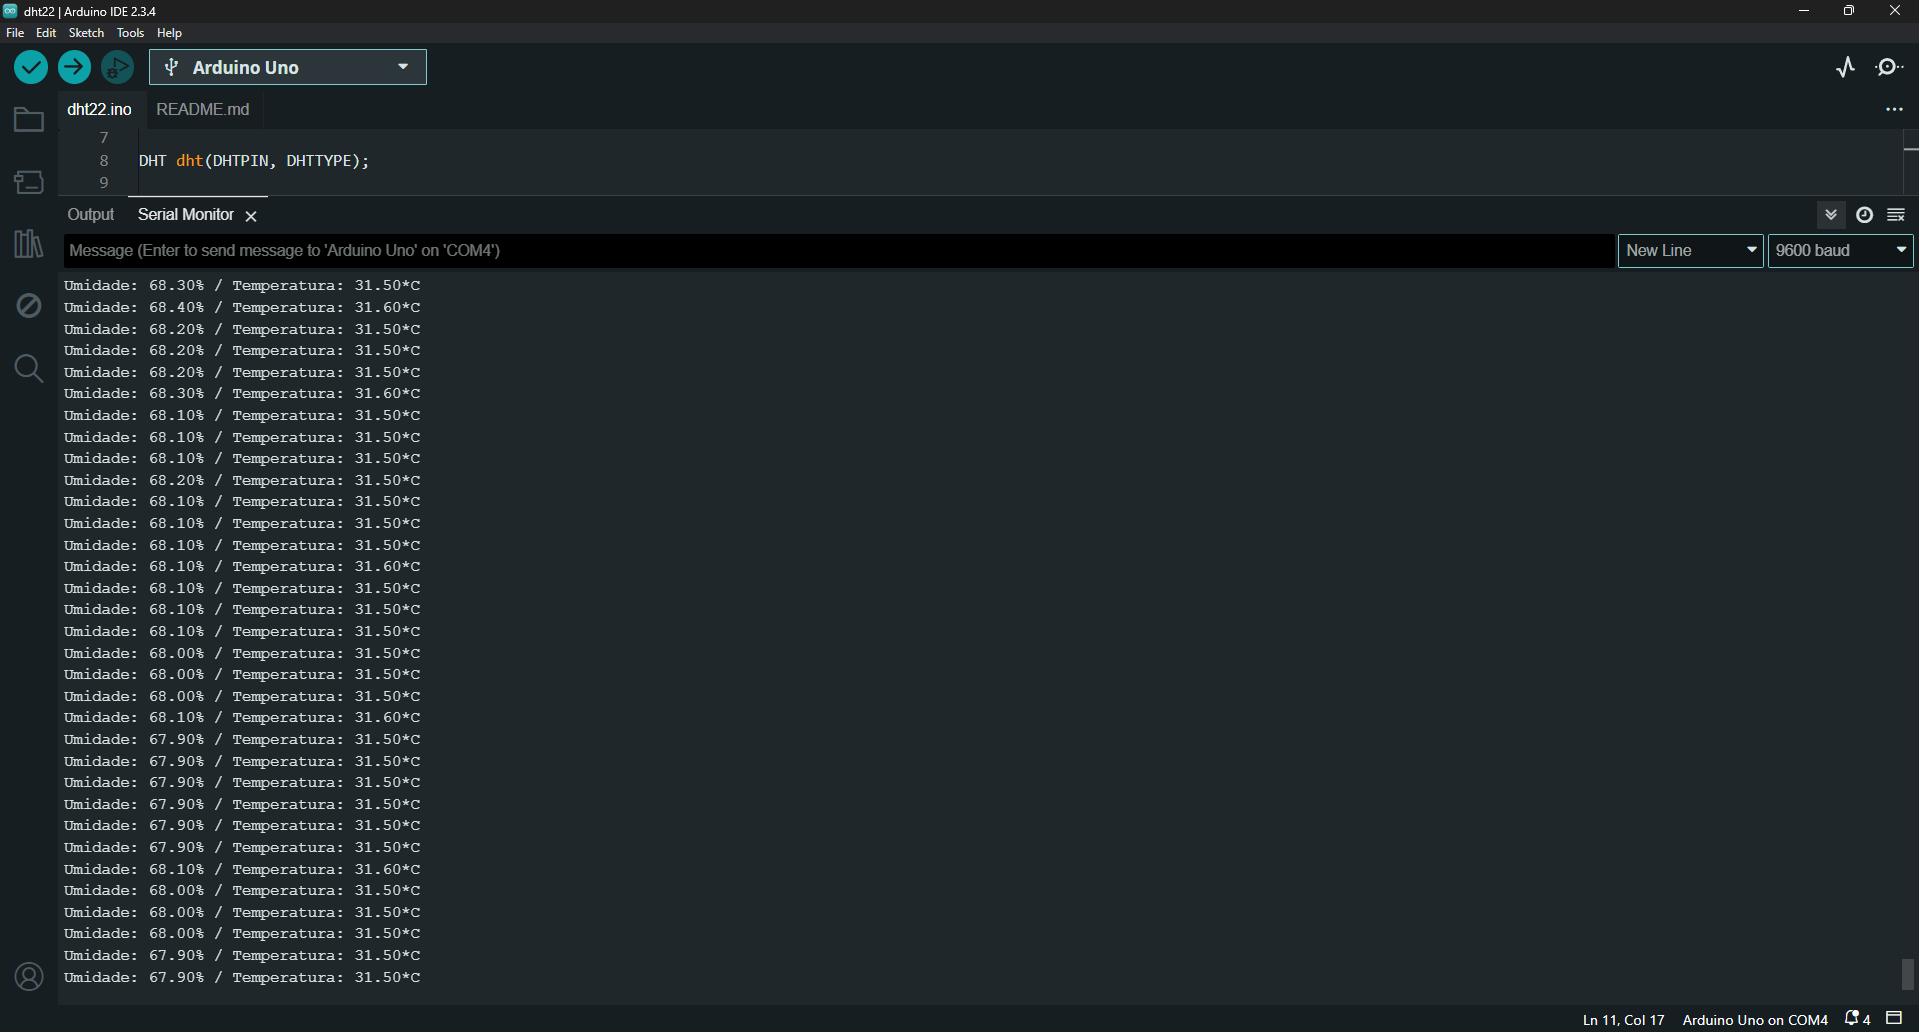 dht22 | Arduino IDE 2.3.4
File Edit Sketch Tools Help
Arduino Uno
dht22.ino README.md
7
8 DHT dht(DHTPIN, DHTTYPE);
9
Output Serial Monitor
Message (Enter to send message to 'Arduino Uno' on 'COM4') New Line 9600 baud
Umidade: 68.30% / Temperatura: 31.50*C
Umidade: 68.40% / Temperatura: 31.60*C
Umidade: 68.20% / Temperatura: 31.50*C
Umidade: 68.20% / Temperatura: 31.50*C
Umidade: 68.20% / Temperatura: 31.50*C
Umidade: 68.30% / Temperatura: 31.60*C
Umidade: 68.10% / Temperatura: 31.50*C
Umidade: 68.10% / Temperatura: 31.50*C
Umidade: 68.10% / Temperatura: 31.50*C
Umidade: 68.20% / Temperatura: 31.50*C
Umidade: 68.10% / Temperatura: 31.50*C
Umidade: 68.10% / Temperatura: 31.50*C
Umidade: 68.10% / Temperatura: 31.50*C
Umidade: 68.10% / Temperatura: 31.60*C
Umidade: 68.10% / Temperatura: 31.50*C
Umidade: 68.10% / Temperatura: 31.50*C
Umidade: 68.10% / Temperatura: 31.50*C
Umidade: 68.00% / Temperatura: 31.50*C
Umidade: 68.00% / Temperatura: 31.50*C
Umidade: 68.00% / Temperatura: 31.50*C
Umidade: 68.10% / Temperatura: 31.60*C
Umidade: 67.90% / Temperatura: 31.50*C
Umidade: 67.90% / Temperatura: 31.50*C
Umidade: 67.90% / Temperatura: 31.50*C
Umidade: 67.90% / Temperatura: 31.50*C
Umidade: 67.90% / Temperatura: 31.50*C
Umidade: 67.90% / Temperatura: 31.50*C
Umidade: 68.10% / Temperatura: 31.60*C
Umidade: 68.00% / Temperatura: 31.50*C
Umidade: 68.00% / Temperatura: 31.50*C
Umidade: 68.00% / Temperatura: 31.50*C
Umidade: 67.90% / Temperatura: 31.50*C
Umidade: 67.90% / Temperatura: 31.50*C
Ln 11, Col 17 Arduino Uno on COM4 4